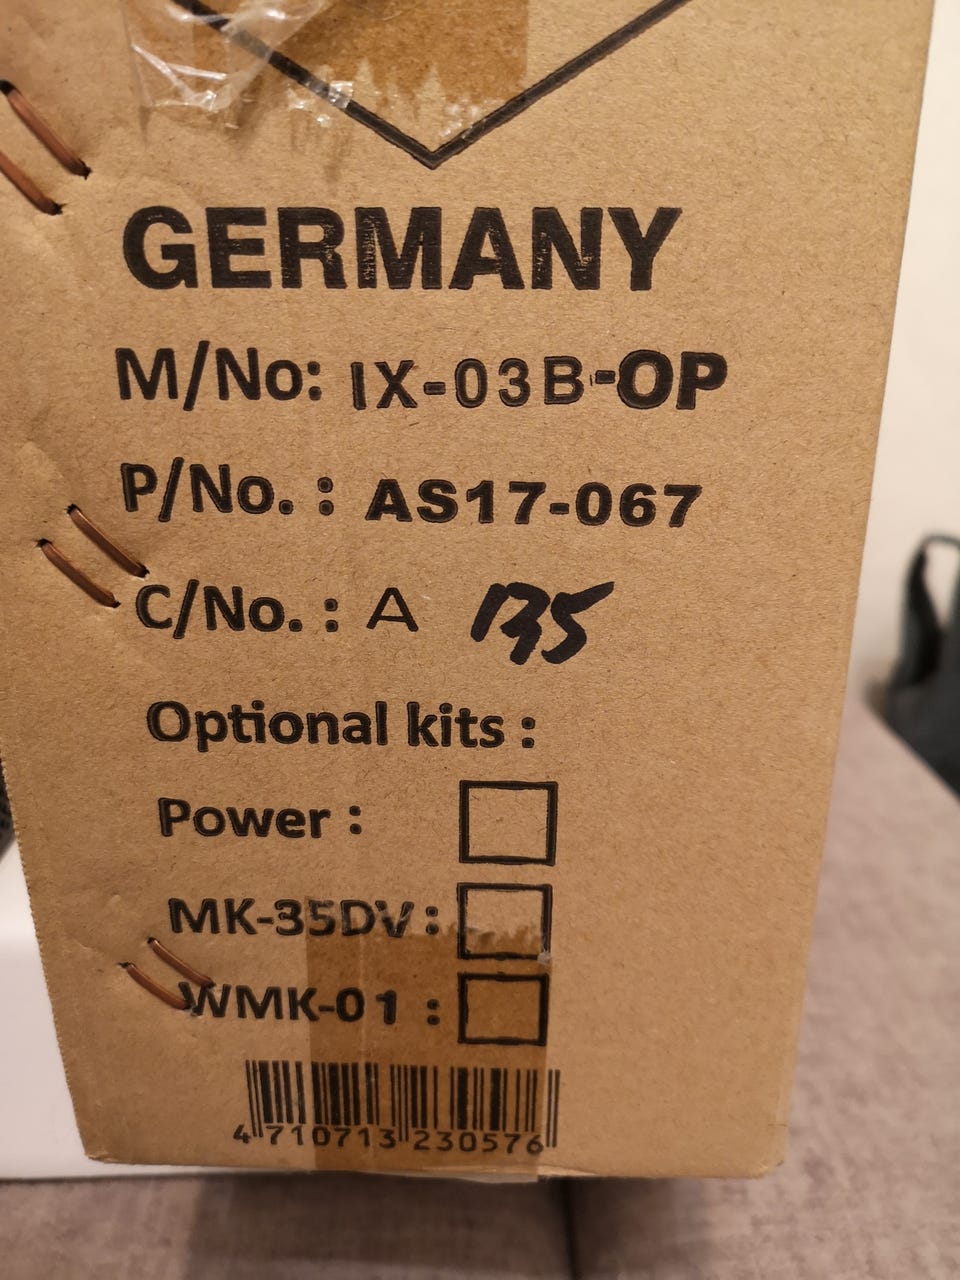 GERMANY
M/No: IX-03B-OP
P/No. : AS17-067
C/No. : A 135
Optional kits :
Power :
MK-35DV :
WMK-01 :
4 710713 230576